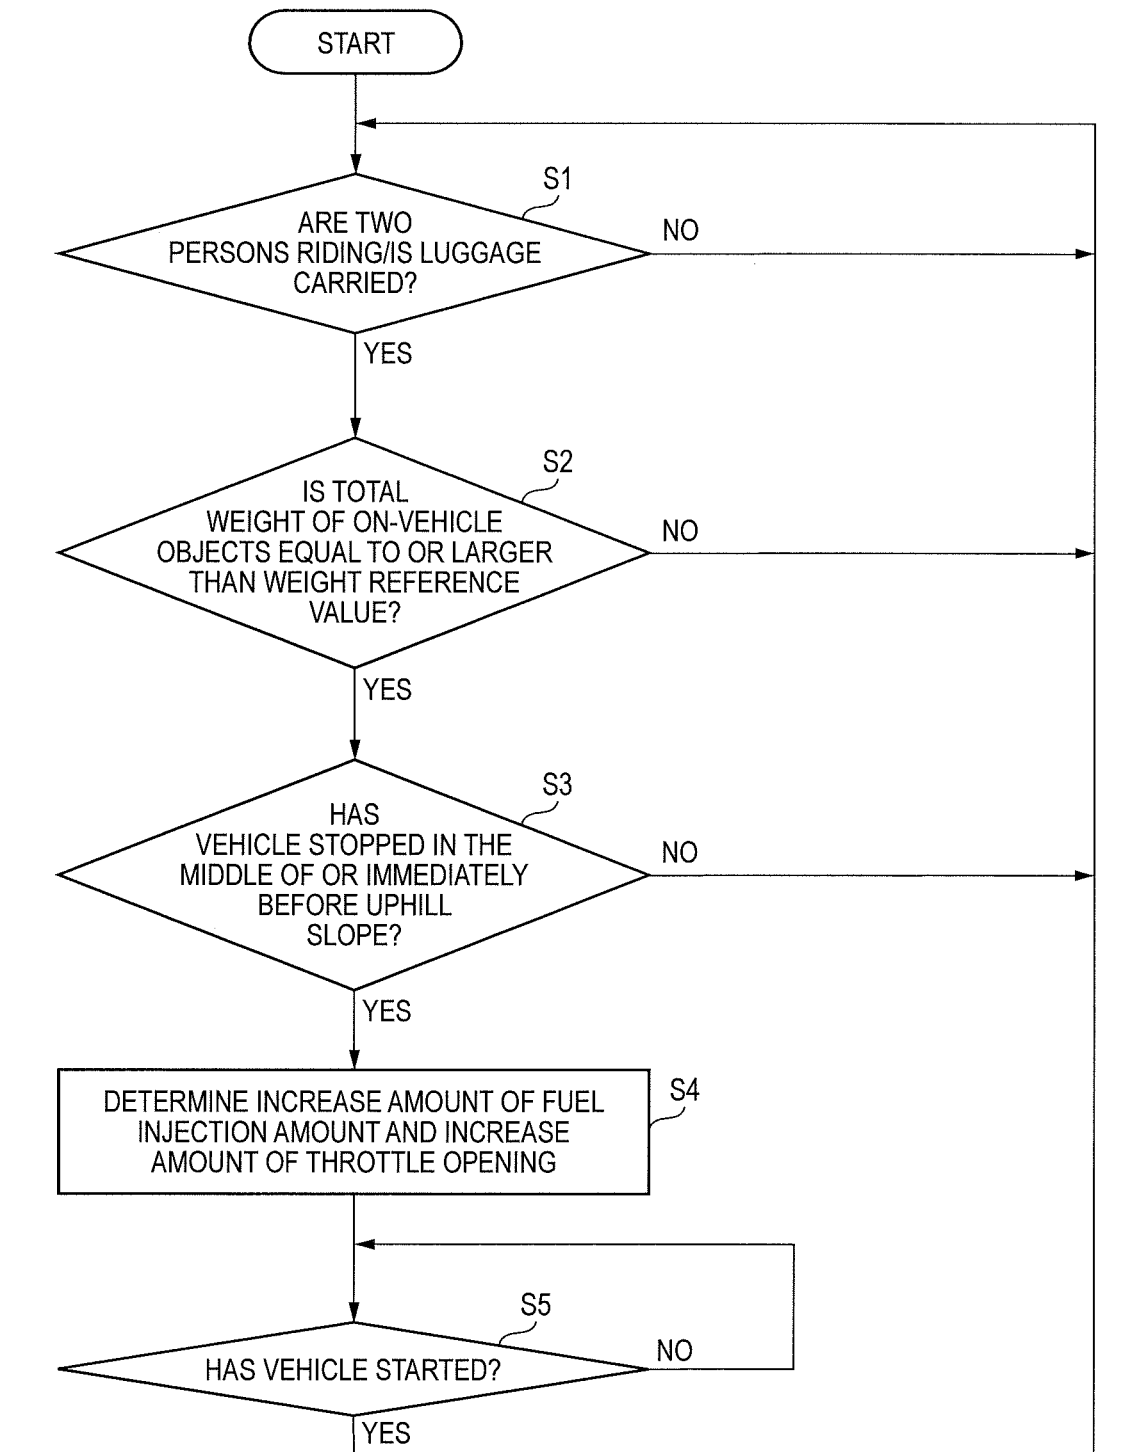 START
S1
ARE TWO
PERSONS RIDING/IS LUGGAGE
CARRIED?
NO
YES
S2
IS TOTAL
WEIGHT OF ON-VEHICLE
OBJECTS EQUAL TO OR LARGER
THAN WEIGHT REFERENCE
VALUE?
NO
YES
S3
HAS
VEHICLE STOPPED IN THE
MIDDLE OF OR IMMEDIATELY
BEFORE UPHILL
SLOPE?
NO
YES
S4
DETERMINE INCREASE AMOUNT OF FUEL
INJECTION AMOUNT AND INCREASE
AMOUNT OF THROTTLE OPENING
S5
HAS VEHICLE STARTED?
NO
YES